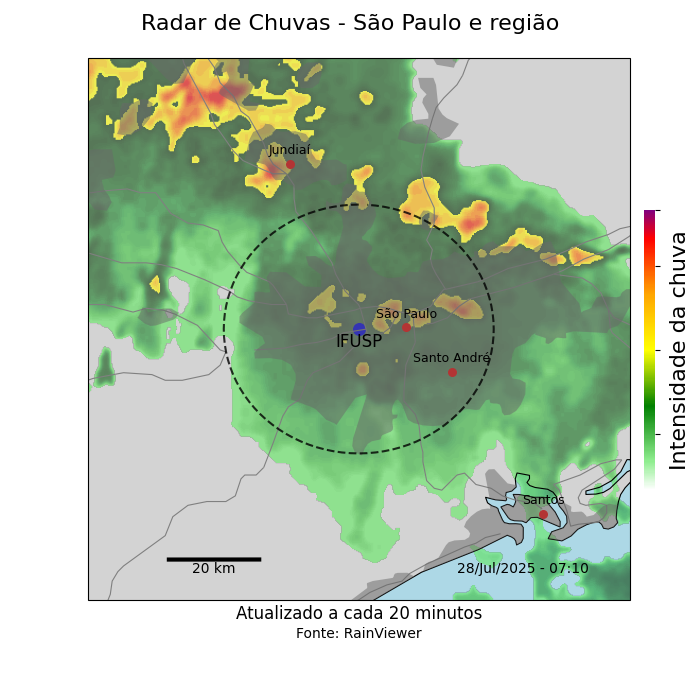 Radar de Chuvas - São Paulo e região
Jundiaí
São Paulo
IFUSP
Santo André
Santos
20 km
28/Jul/2025 - 07:10
Intensidade da chuva
Atualizado a cada 20 minutos
Fonte: RainViewer